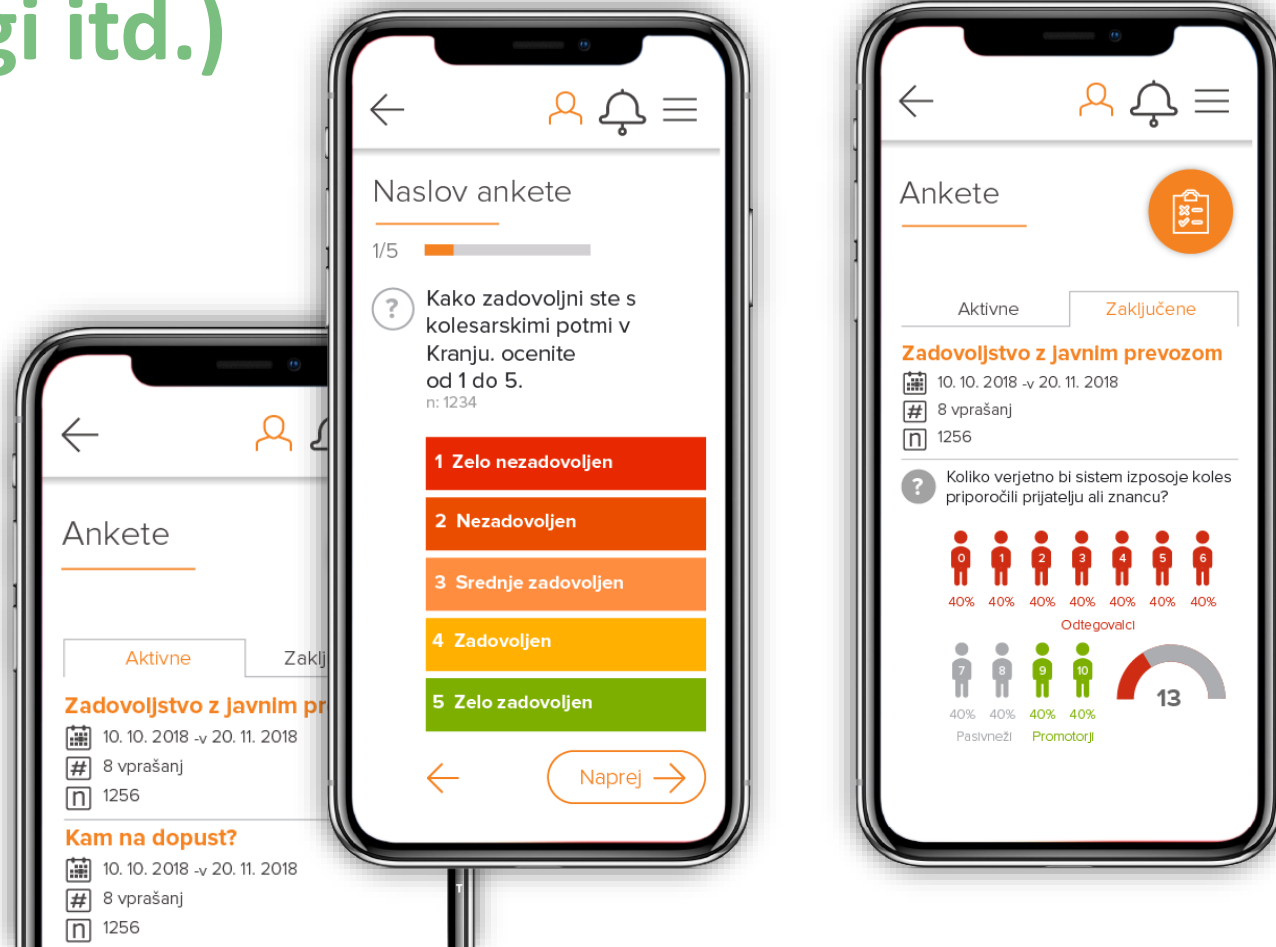 gi itd.)
Naslov ankete
1/5
?
Kako zadovoljni ste s
kolesarskimi potmi v
Kranju. ocenite
od 1 do 5.
n: 1234
1 Zelo nezadovoljen
2 Nezadovoljen
3 Srednje zadovoljen
4 Zadovoljen
5 Zelo zadovoljen
Naprej
Ankete
Aktivne Zaklj
Zadovoljstvo z javnim pr
10. 10. 2018 -v 20. 11. 2018
# 8 vprašanj
n 1256
Kam na dopust?
10. 10. 2018 -v 20. 11. 2018
# 8 vprašanj
n 1256
T
Ankete
Aktivne Zaključene
Zadovoljstvo z javnim prevozom
10. 10. 2018 -v 20. 11. 2018
# 8 vprašanj
n 1256
?
Koliko verjetno bi sistem izposoje koles
priporočili prijatelju ali znancu?
0 1 2 3 4 5 6
40% 40% 40% 40% 40% 40% 40%
Odtegovalci
7 8 9 10
13
40% 40% 40% 40%
Pasivneži Promotorji